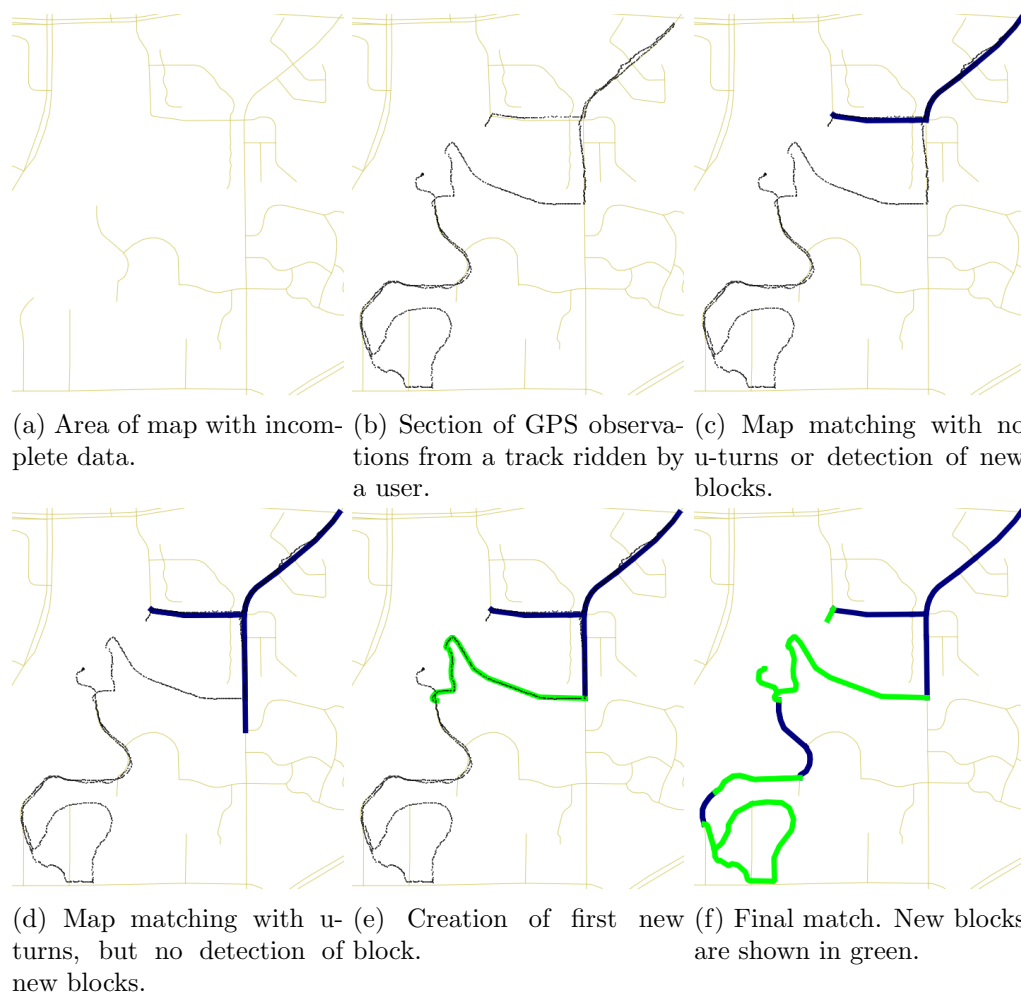 (a) Area of map with incom-
plete data.
(b) Section of GPS observa-
tions from a track ridden by
a user.
(c) Map matching with no
u-turns or detection of new
blocks.
(d) Map matching with u-
turns, but no detection of
new blocks.
(e) Creation of first new
block.
(f) Final match. New blocks
are shown in green.